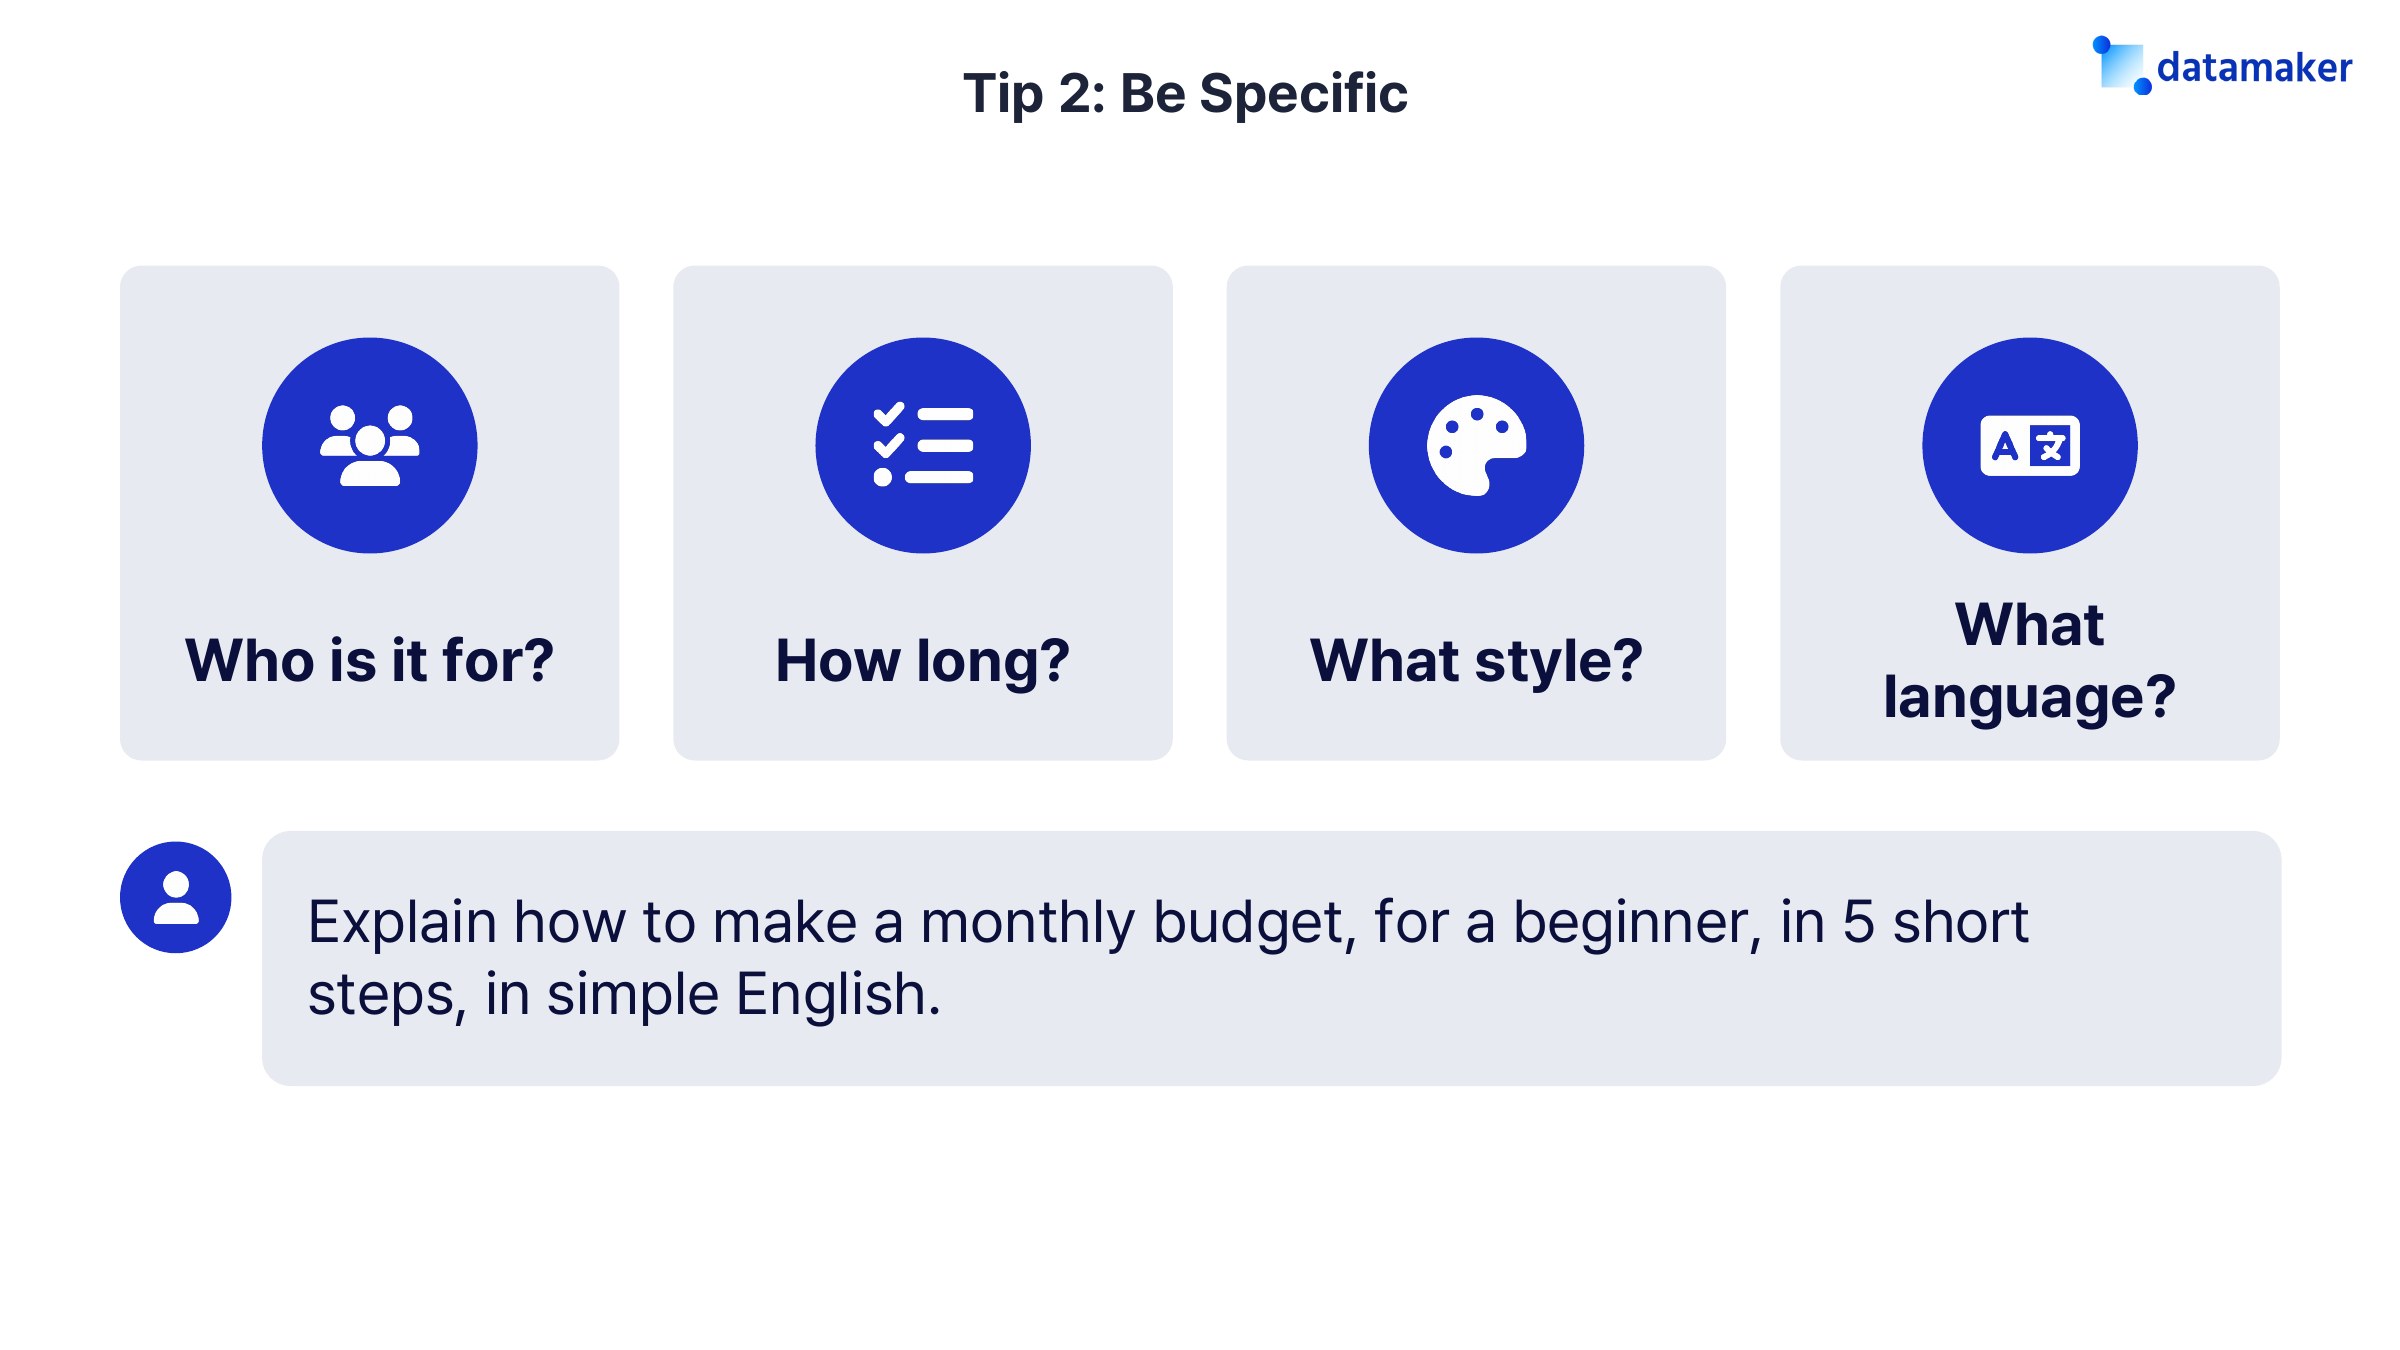 datamaker
Tip 2: Be Specific
A 文
Who is it for?
How long?
What style?
What
language?
Explain how to make a monthly budget, for a beginner, in 5 short
steps, in simple English.